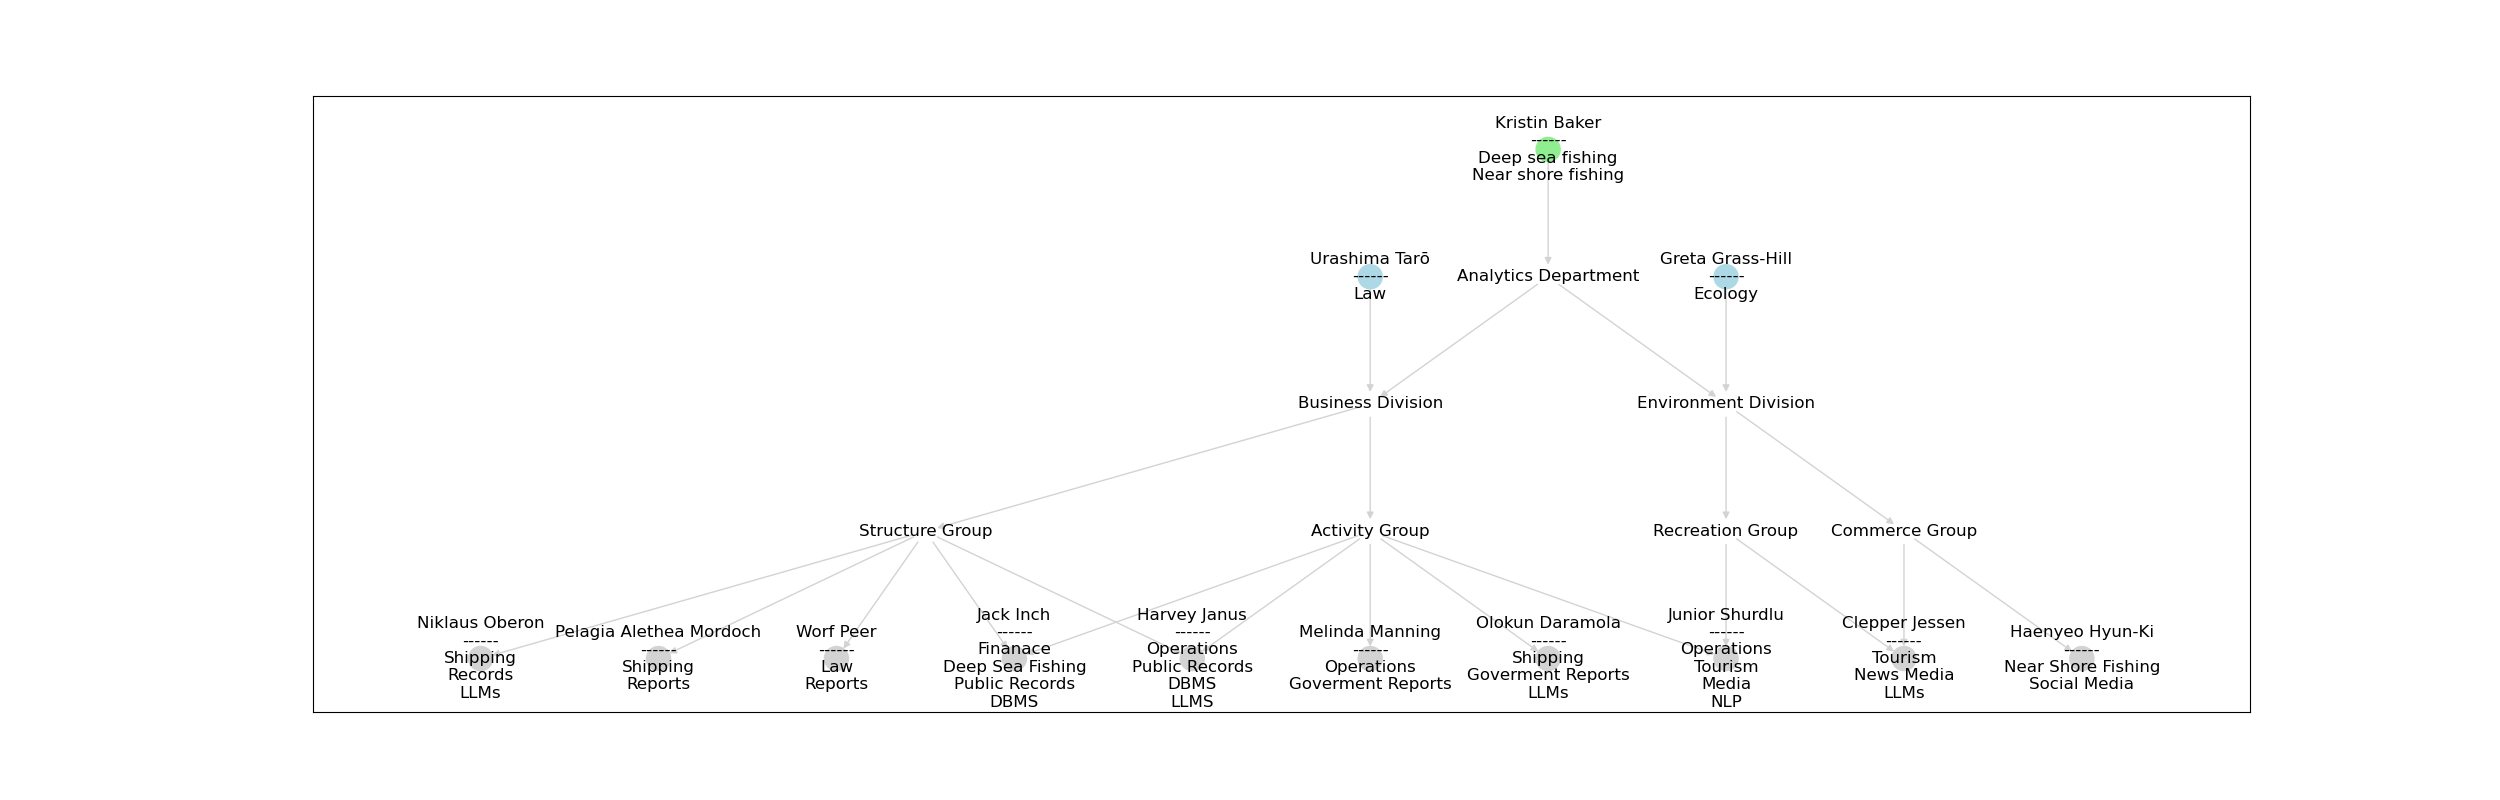 Kristin Baker
------
Deep sea fishing
Near shore fishing
Urashima Tarō
------
Law
Analytics Department
Greta Grass-Hill
------
Ecology
Business Division
Environment Division
Structure Group
Activity Group
Recreation Group
Commerce Group
Niklaus Oberon
------
Shipping
Records
LLMs
Pelagia Alethea Mordoch
------
Shipping
Reports
Worf Peer
------
Law
Reports
Jack Inch
------
Finanace
Deep Sea Fishing
Public Records
DBMS
Harvey Janus
------
Operations
Public Records
DBMS
LLMS
Melinda Manning
------
Operations
Goverment Reports
Olokun Daramola
------
Shipping
Goverment Reports
LLMs
Junior Shurdlu
------
Operations
Tourism
Media
NLP
Clepper Jessen
------
Tourism
News Media
LLMs
Haenyeo Hyun-Ki
------
Near Shore Fishing
Social Media